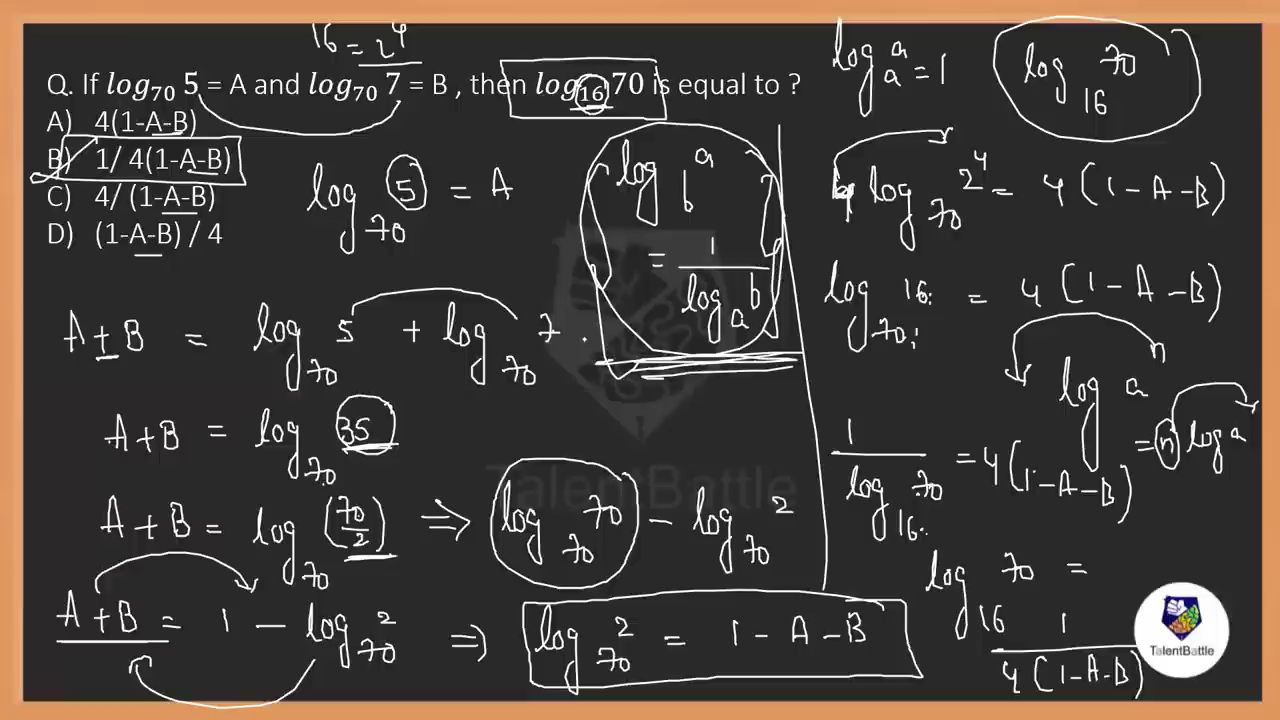 16 = 2⁴
Q. If log₇₀ 5 = A and log₇₀ 7 = B , then log₁₆ 70 is equal to ?
A) 4(1-A-B)
B) 1/ 4(1-A-B)
C) 4/ (1-A-B)
D) (1-A-B) / 4
log₇₀ 5 = A
A + B = log₇₀ 5 + log₇₀ 7 .
A+B = log₇₀ 35
A+B = log₇₀ (70/2) ⇒ log₇₀ 70 - log₇₀ 2
A+B = 1 - log₇₀ 2 ⇒ log₇₀ 2 = 1 - A - B
log_b a
= 1 / log_a b
log_a a = 1
log₁₆ 70
log₇₀ 2⁴ = 4 (1 - A - B)
log₇₀ 16 = 4 (1 - A - B)
log aⁿ = n log a
1 / log₁₆ 70 = 4 (1 - A - B)
log₁₆ 70 =
1 / 4 (1-A-B)
TalentBattle
TalentBattle